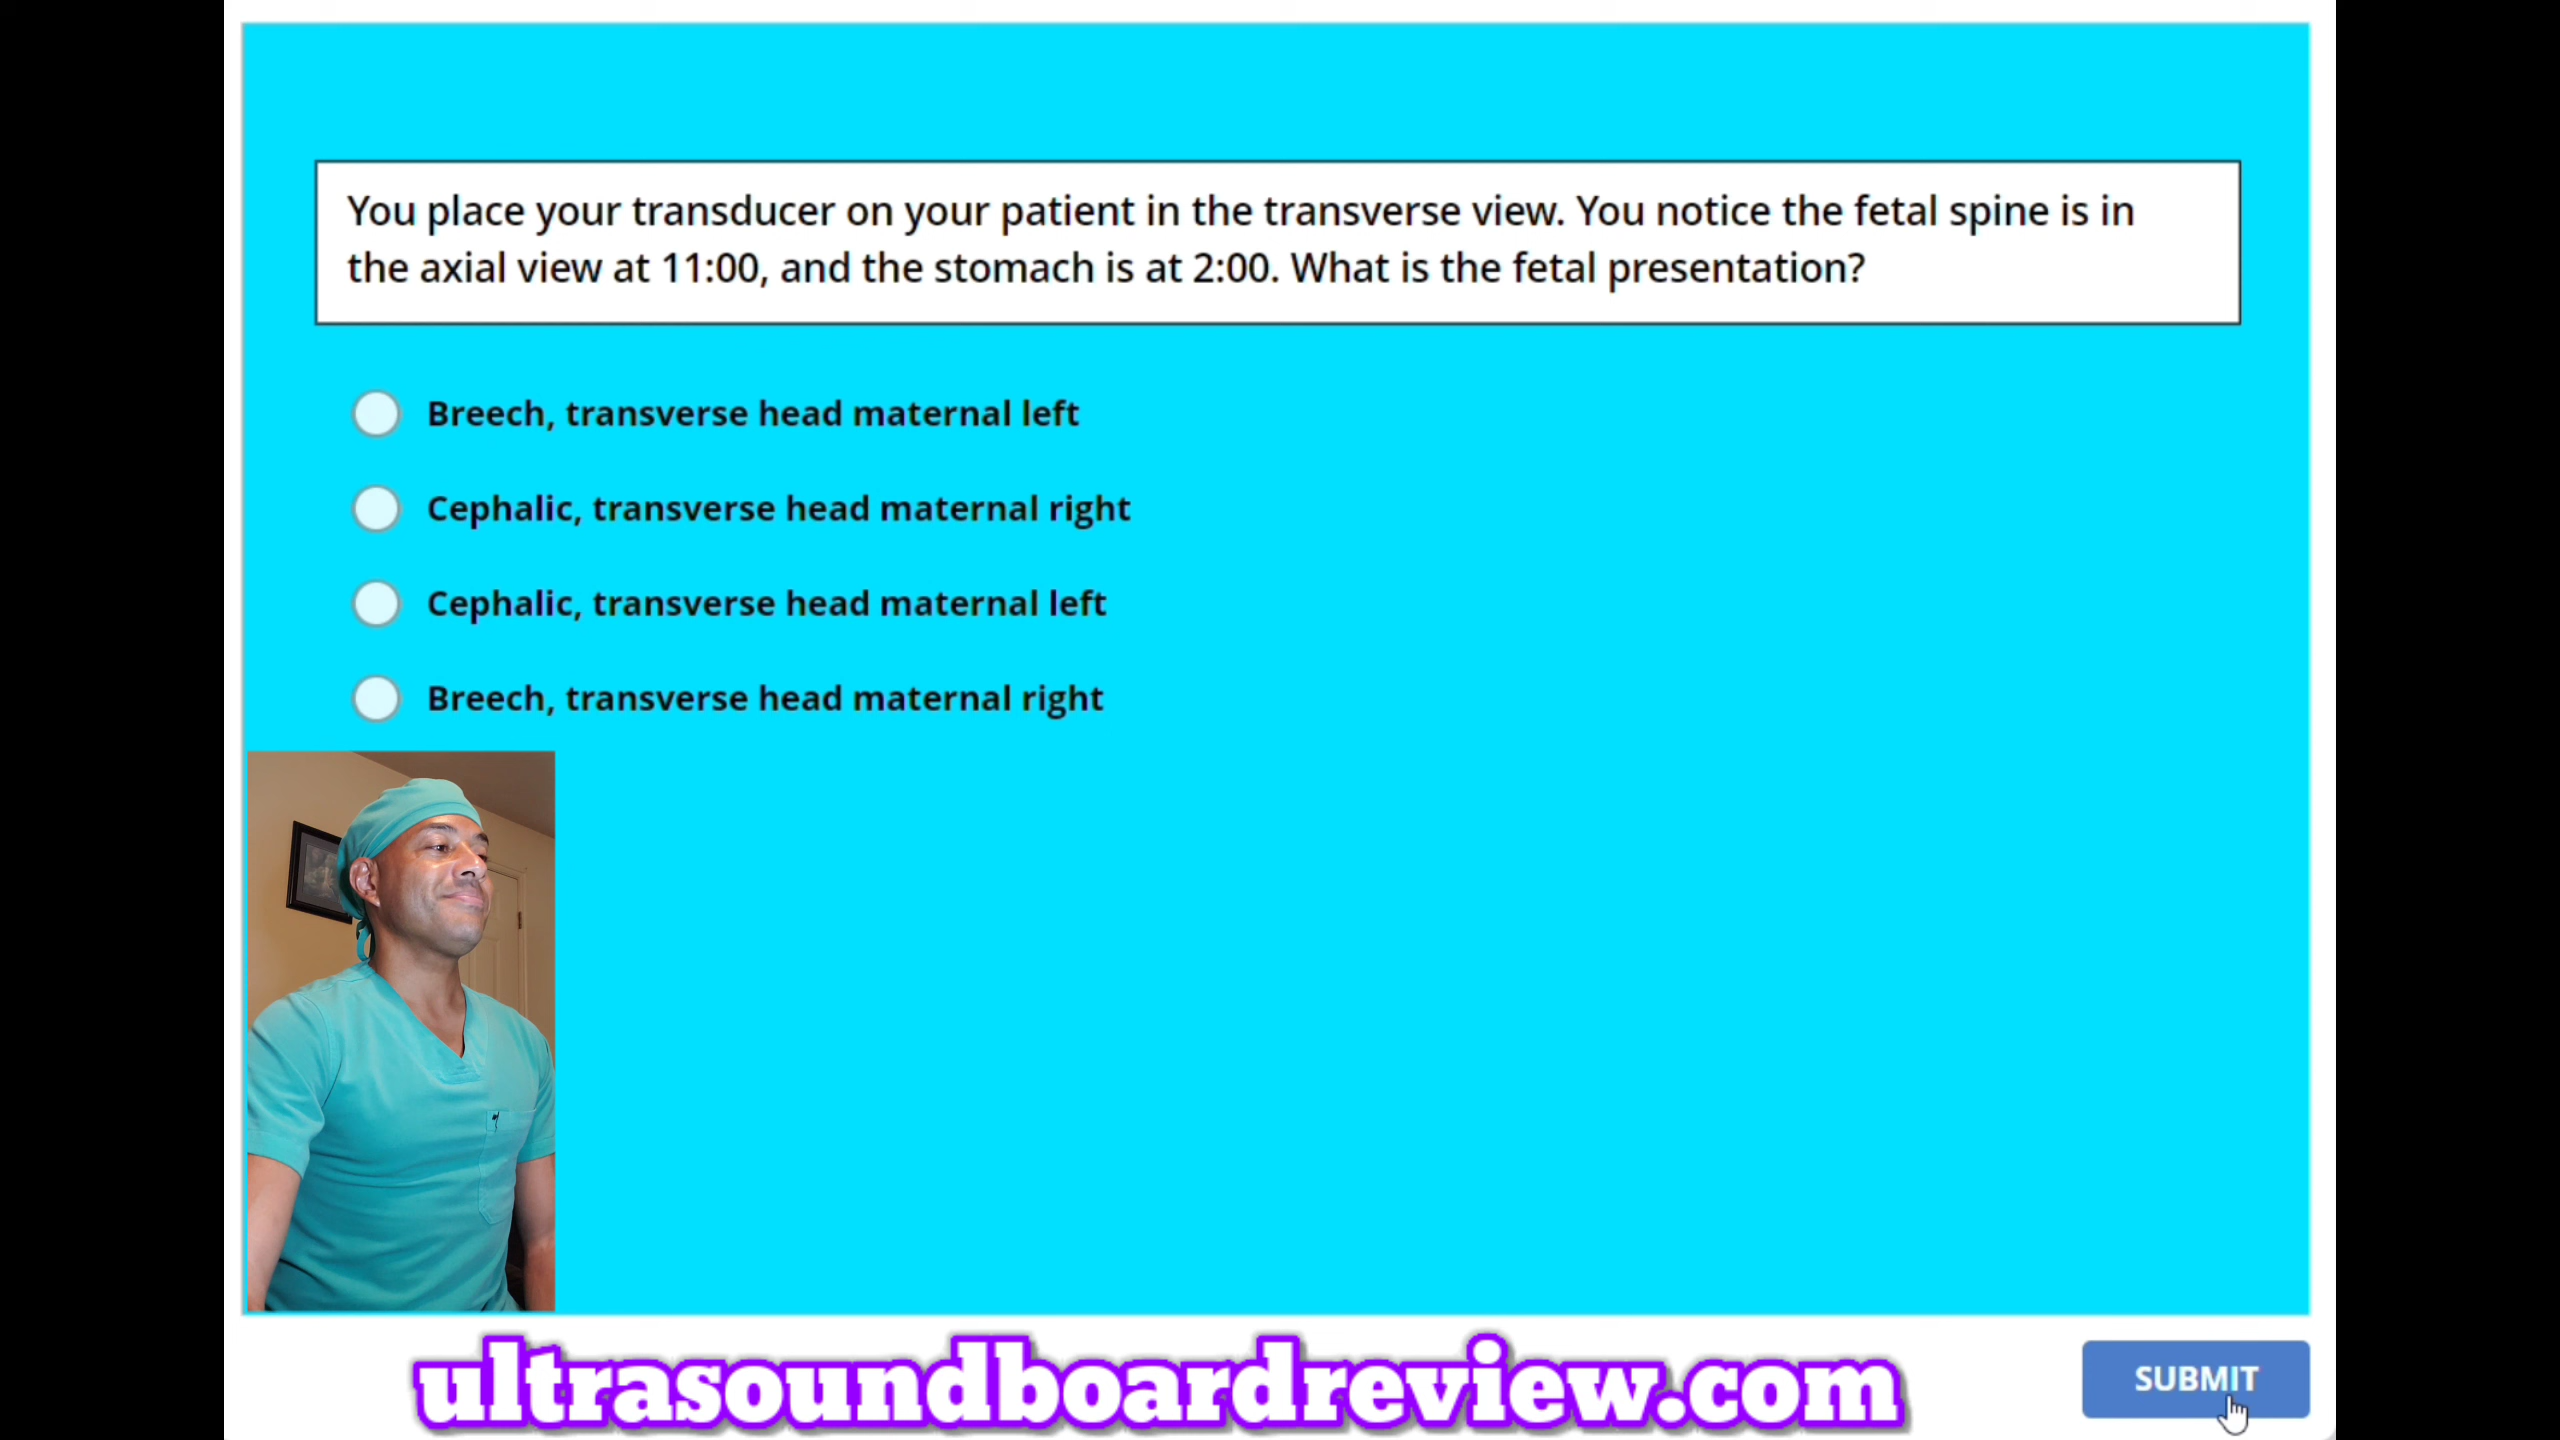 You place your transducer on your patient in the transverse view. You notice the fetal spine is in
the axial view at 11:00, and the stomach is at 2:00. What is the fetal presentation?
Breech, transverse head maternal left
Cephalic, transverse head maternal right
Cephalic, transverse head maternal left
Breech, transverse head maternal right
ultrasoundboardreview.com
SUBMIT